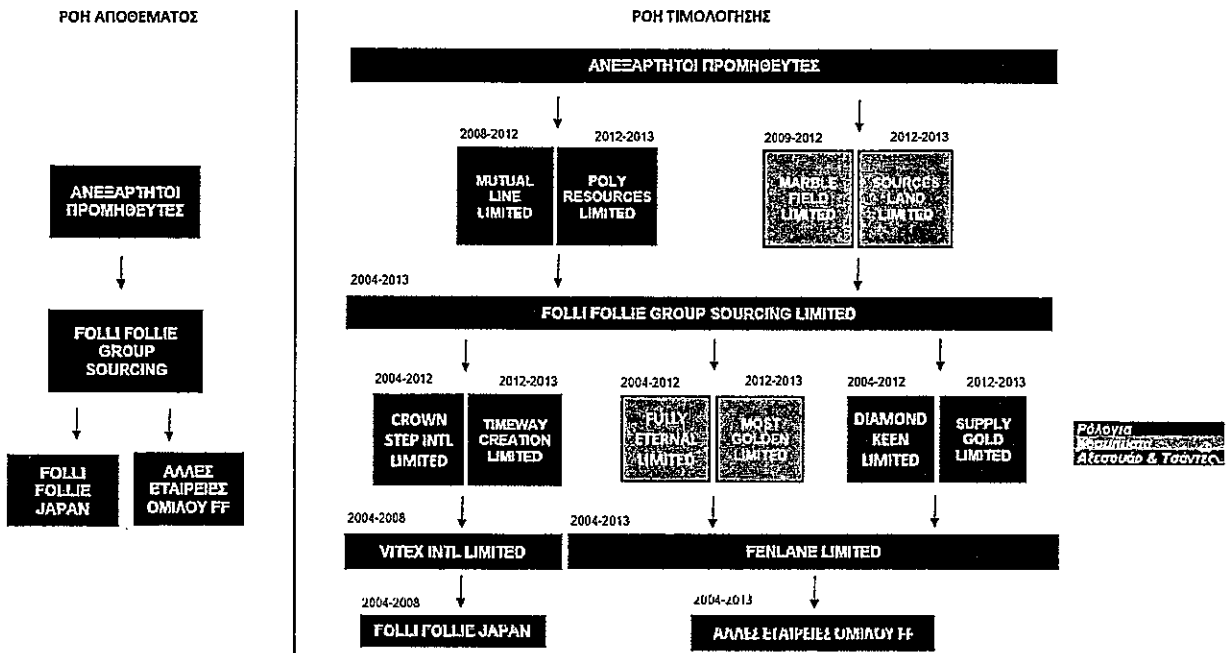 ΡΟΗ ΑΠΟΘΕΜΑΤΟΣ
ΑΝΕΞΑΡΤΗΤΟΙ
ΠΡΟΜΗΘΕΥΤΕΣ
FOLLI FOLLIE
GROUP
SOURCING
FOLLI
FOLLIE
JAPAN
ΑΛΛΕΣ
ΕΤΑΙΡΕΙΕΣ
ΟΜΙΛΟΥ FF
ΡΟΗ ΤΙΜΟΛΟΓΗΣΗΣ
ΑΝΕΞΑΡΤΗΤΟΙ ΠΡΟΜΗΘΕΥΤΕΣ
2008-2012
MUTUAL
LINE
LIMITED
2012-2013
POLY
RESOURCES
LIMITED
2009-2012
MARBLE
FIELD
LIMITED
2012-2013
SOURCES
LAND
LIMITED
2004-2013
FOLLI FOLLIE GROUP SOURCING LIMITED
2004-2012
CROWN
STEP INTL
LIMITED
2012-2013
TIMEWAY
CREATION
LIMITED
2004-2012
FULLY
ETERNAL
LIMITED
2012-2013
MOST
GOLDEN
LIMITED
2004-2012
DIAMOND
KEEN
LIMITED
2012-2013
SUPPLY
GOLD
LIMITED
2004-2008
VITEX INTL LIMITED
2004-2013
FENLANE LIMITED
2004-2008
FOLLI FOLLIE JAPAN
2004-2013
ΑΛΛΕΣ ΕΤΑΙΡΕΙΕΣ ΟΜΙΛΟΥ FF
Ρόλογια
Κοσμήματα
Αξεσουάρ & Τσάντες